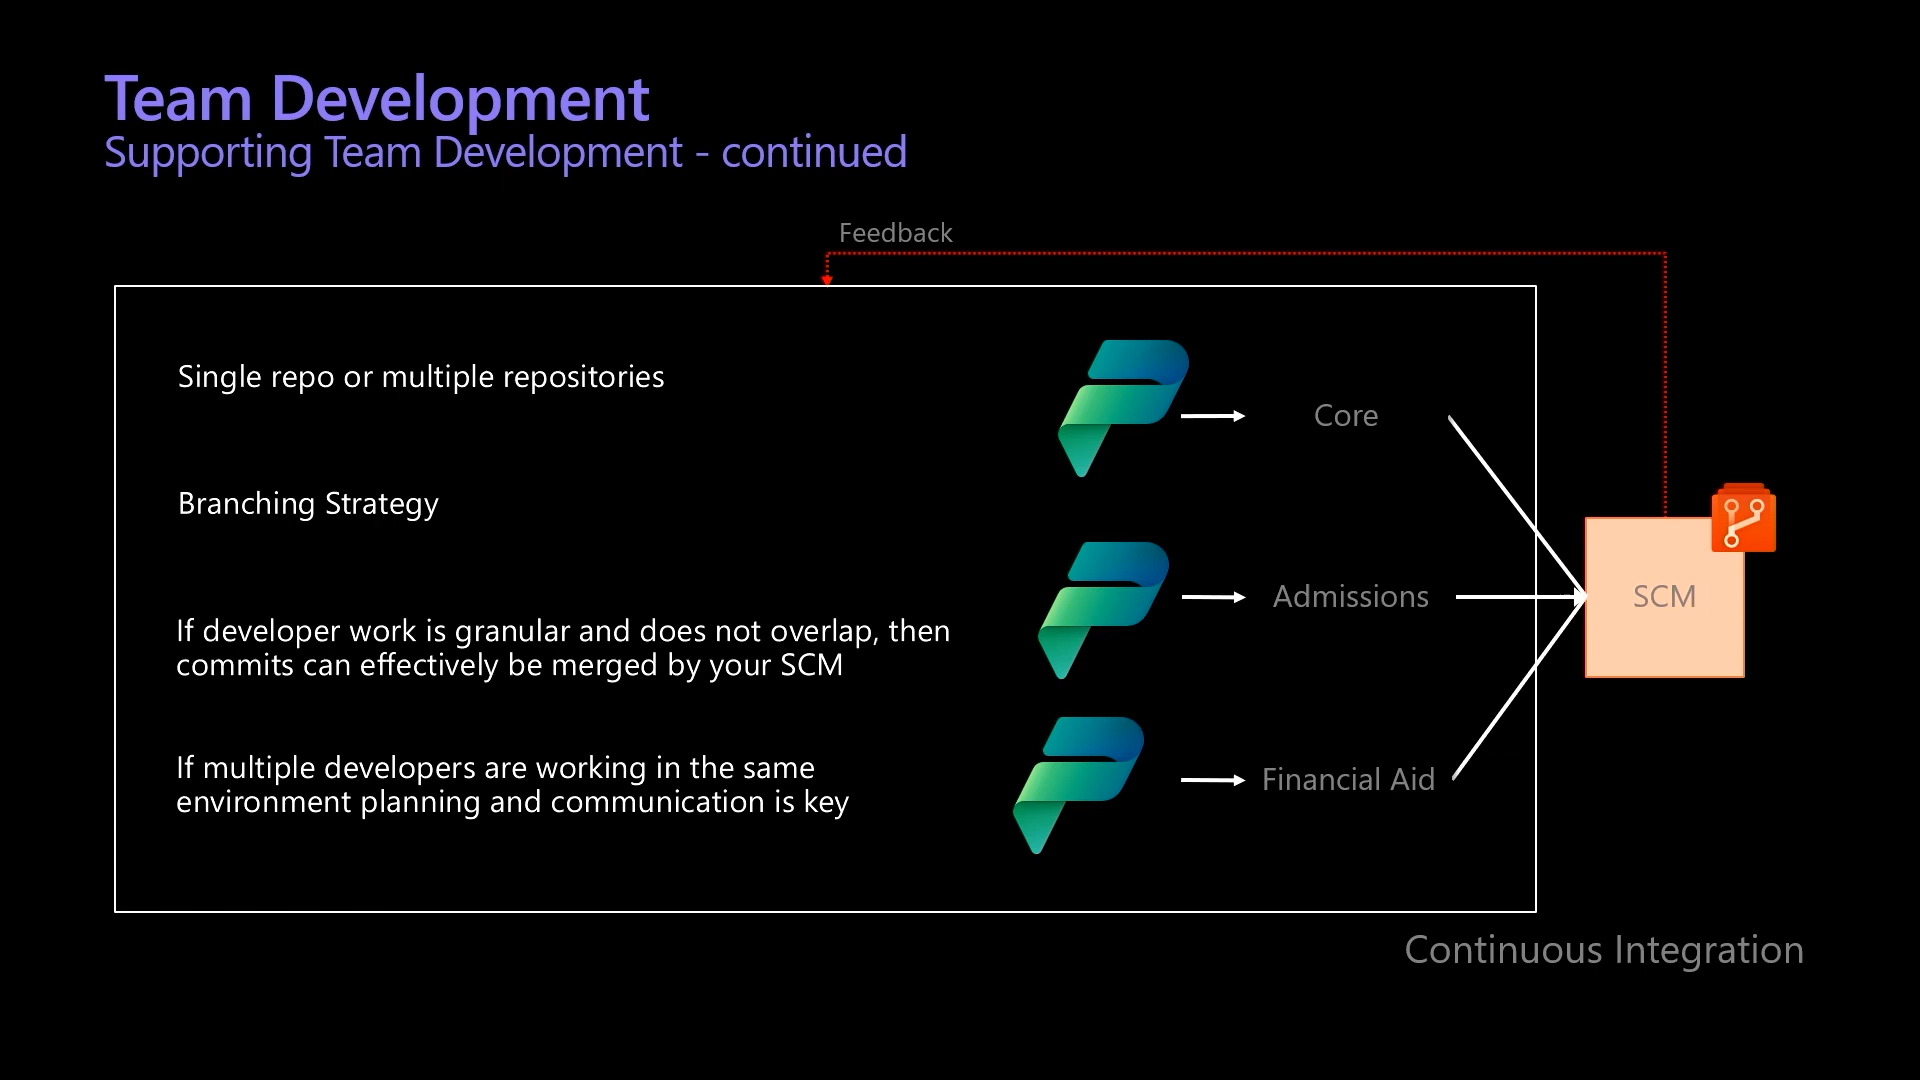 Team Development
Supporting Team Development - continued
Feedback
Single repo or multiple repositories
Branching Strategy
If developer work is granular and does not overlap, then
commits can effectively be merged by your SCM
If multiple developers are working in the same
environment planning and communication is key
Core
Admissions
Financial Aid
SCM
Continuous Integration